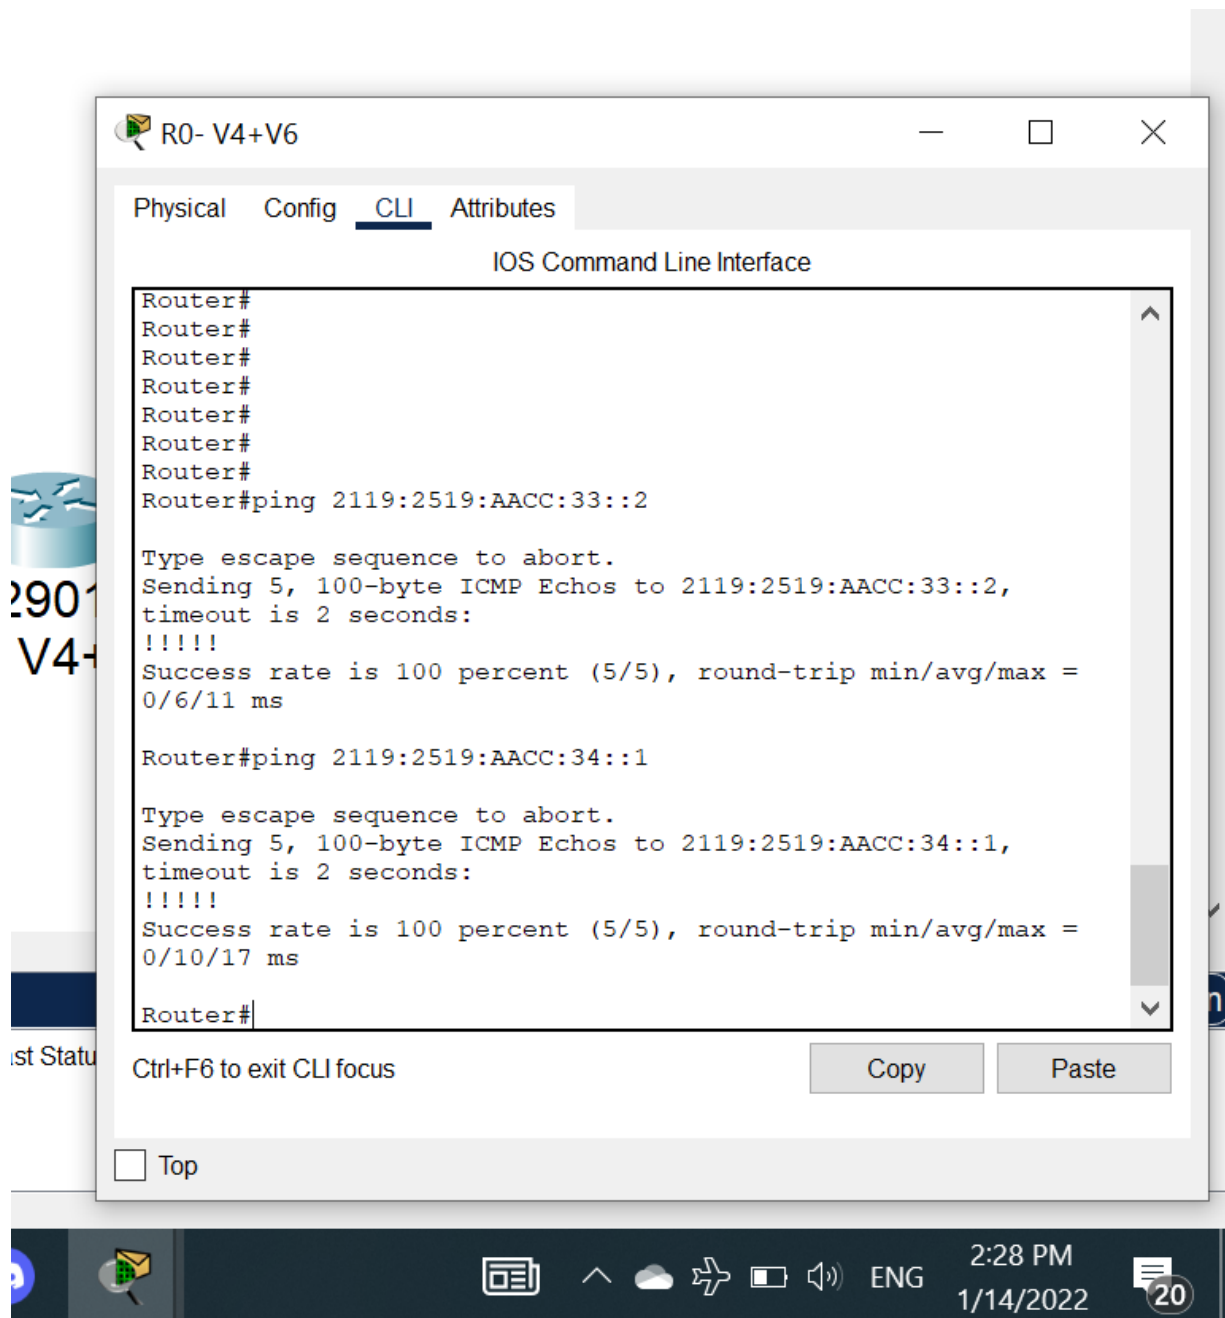 R0- V4+V6
Physical Config CLI Attributes
IOS Command Line Interface
Router#
Router#
Router#
Router#
Router#
Router#
Router#
Router#ping 2119:2519:AACC:33::2
Type escape sequence to abort.
Sending 5, 100-byte ICMP Echos to 2119:2519:AACC:33::2,
timeout is 2 seconds:
!!!!!
Success rate is 100 percent (5/5), round-trip min/avg/max =
0/6/11 ms
Router#ping 2119:2519:AACC:34::1
Type escape sequence to abort.
Sending 5, 100-byte ICMP Echos to 2119:2519:AACC:34::1,
timeout is 2 seconds:
!!!!!
Success rate is 100 percent (5/5), round-trip min/avg/max =
0/10/17 ms
Router#
Ctrl+F6 to exit CLI focus
Copy
Paste
Top
2901
V4+
ast Statu
n
ENG
2:28 PM
1/14/2022
20